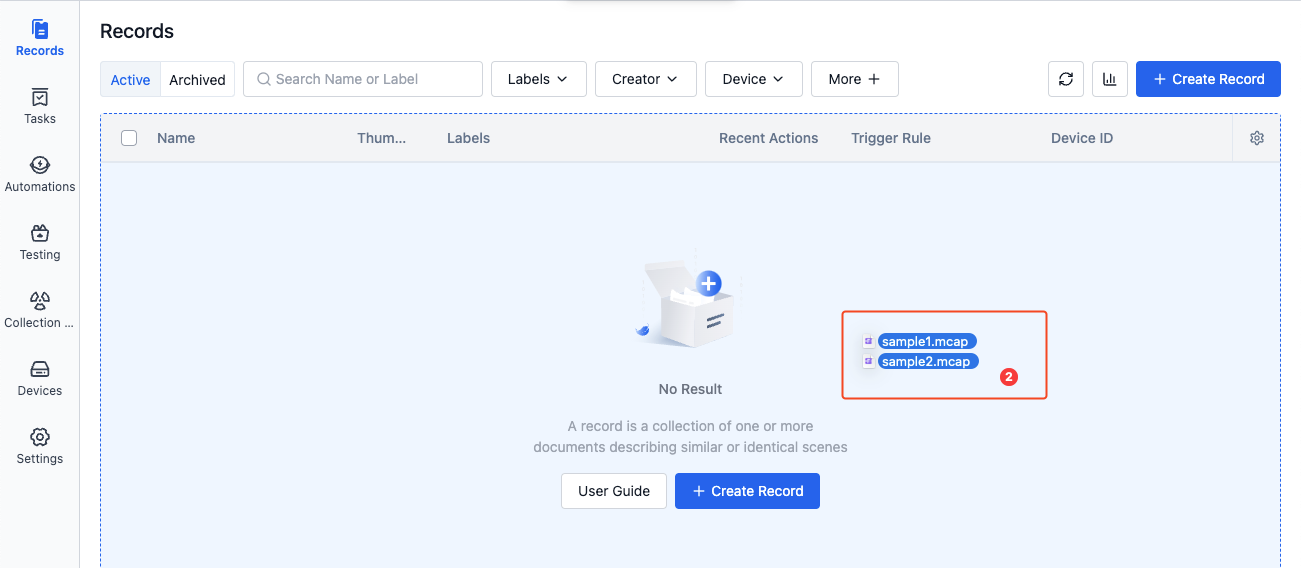 Records
Tasks
Automations
Testing
Collection ...
Devices
Settings
Records
Active Archived Search Name or Label Labels Creator Device More Create Record
Name Thum... Labels Recent Actions Trigger Rule Device ID
sample1.mcap
sample2.mcap
2
No Result
A record is a collection of one or more
documents describing similar or identical scenes
User Guide Create Record